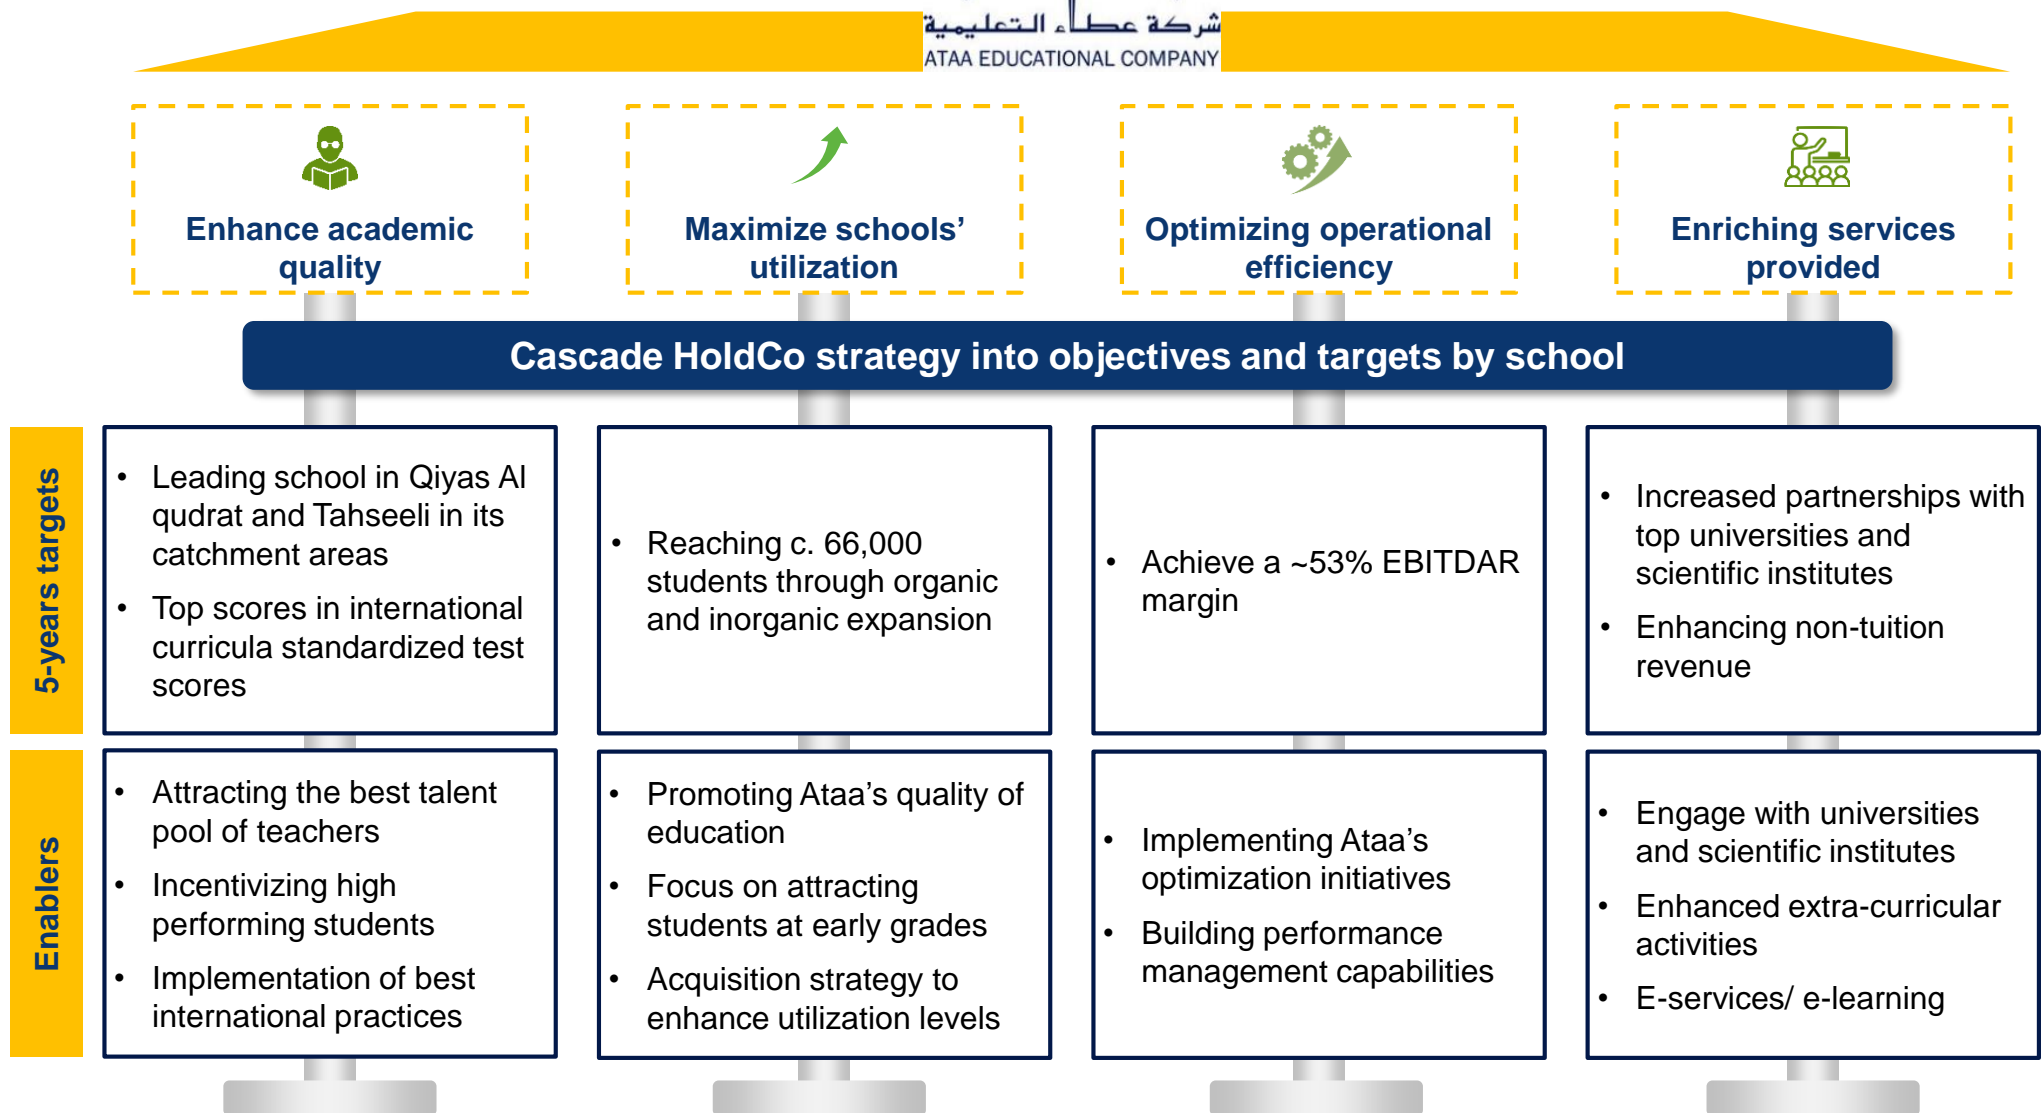 شركة عطاء التعليمية
ATAA EDUCATIONAL COMPANY
Enhance academic
quality
Maximize schools’
utilization
Optimizing operational
efficiency
Enriching services
provided
Cascade HoldCo strategy into objectives and targets by school
5-years targets
• Leading school in Qiyas Al
qudrat and Tahseeli in its
catchment areas
• Top scores in international
curricula standardized test
scores
• Reaching c. 66,000
students through organic
and inorganic expansion
• Achieve a ~53% EBITDAR
margin
• Increased partnerships with
top universities and
scientific institutes
• Enhancing non-tuition
revenue
Enablers
• Attracting the best talent
pool of teachers
• Incentivizing high
performing students
• Implementation of best
international practices
• Promoting Ataa’s quality of
education
• Focus on attracting
students at early grades
• Acquisition strategy to
enhance utilization levels
• Implementing Ataa’s
optimization initiatives
• Building performance
management capabilities
• Engage with universities
and scientific institutes
• Enhanced extra-curricular
activities
• E-services/ e-learning